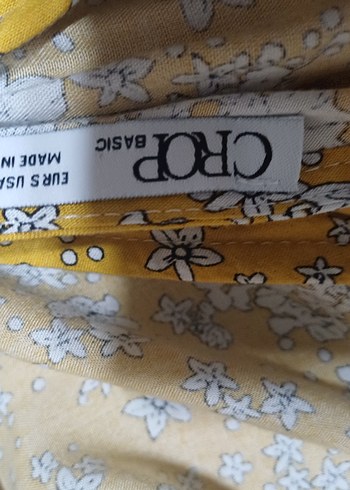 CROP
BASIC
EUR S USA
MADE IN